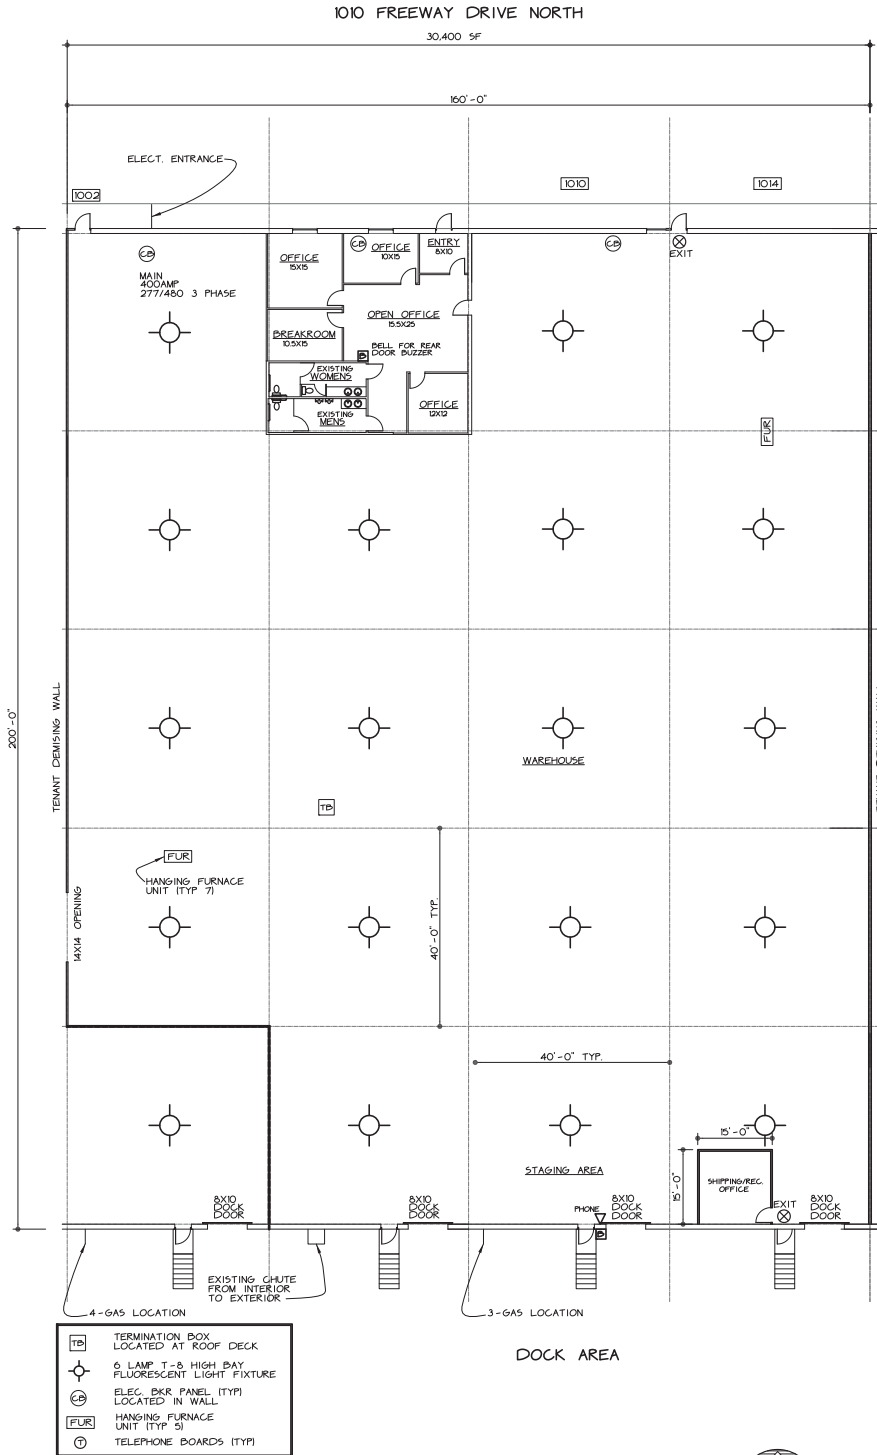 1010 FREEWAY DRIVE NORTH
30,400 SF
160'-0"
ELECT. ENTRANCE
1002
1010
1014
CB
MAIN
400AMP
277/480 3 PHASE
OFFICE
15X15
CB
OFFICE
10X15
ENTRY
8X10
CB
EXIT
OPEN OFFICE
15.5X25
BREAKROOM
10.5X15
BELL FOR REAR
DOOR BUZZER
B
EXISTING
WOMENS
EXISTING
MENS
OFFICE
12X12
FUR
200'-0"
TENANT DEMISING WALL
WAREHOUSE
TB
FUR
HANGING FURNACE
UNIT (TYP 7)
14X14 OPENING
40'-0" TYP.
40'-0" TYP.
15'-0"
15'-0"
STAGING AREA
SHIPPING/REC.
OFFICE
8X10
DOCK
DOOR
8X10
DOCK
DOOR
PHONE
8X10
DOCK
DOOR
EXIT
8X10
DOCK
DOOR
B
EXISTING CHUTE
FROM INTERIOR
TO EXTERIOR
4-GAS LOCATION
3-GAS LOCATION
DOCK AREA
TB
TERMINATION BOX
LOCATED AT ROOF DECK
6 LAMP T-8 HIGH BAY
FLUORESCENT LIGHT FIXTURE
CB
ELEC. BKR PANEL (TYP)
LOCATED IN WALL
FUR
HANGING FURNACE
UNIT (TYP 5)
T
TELEPHONE BOARDS (TYP)